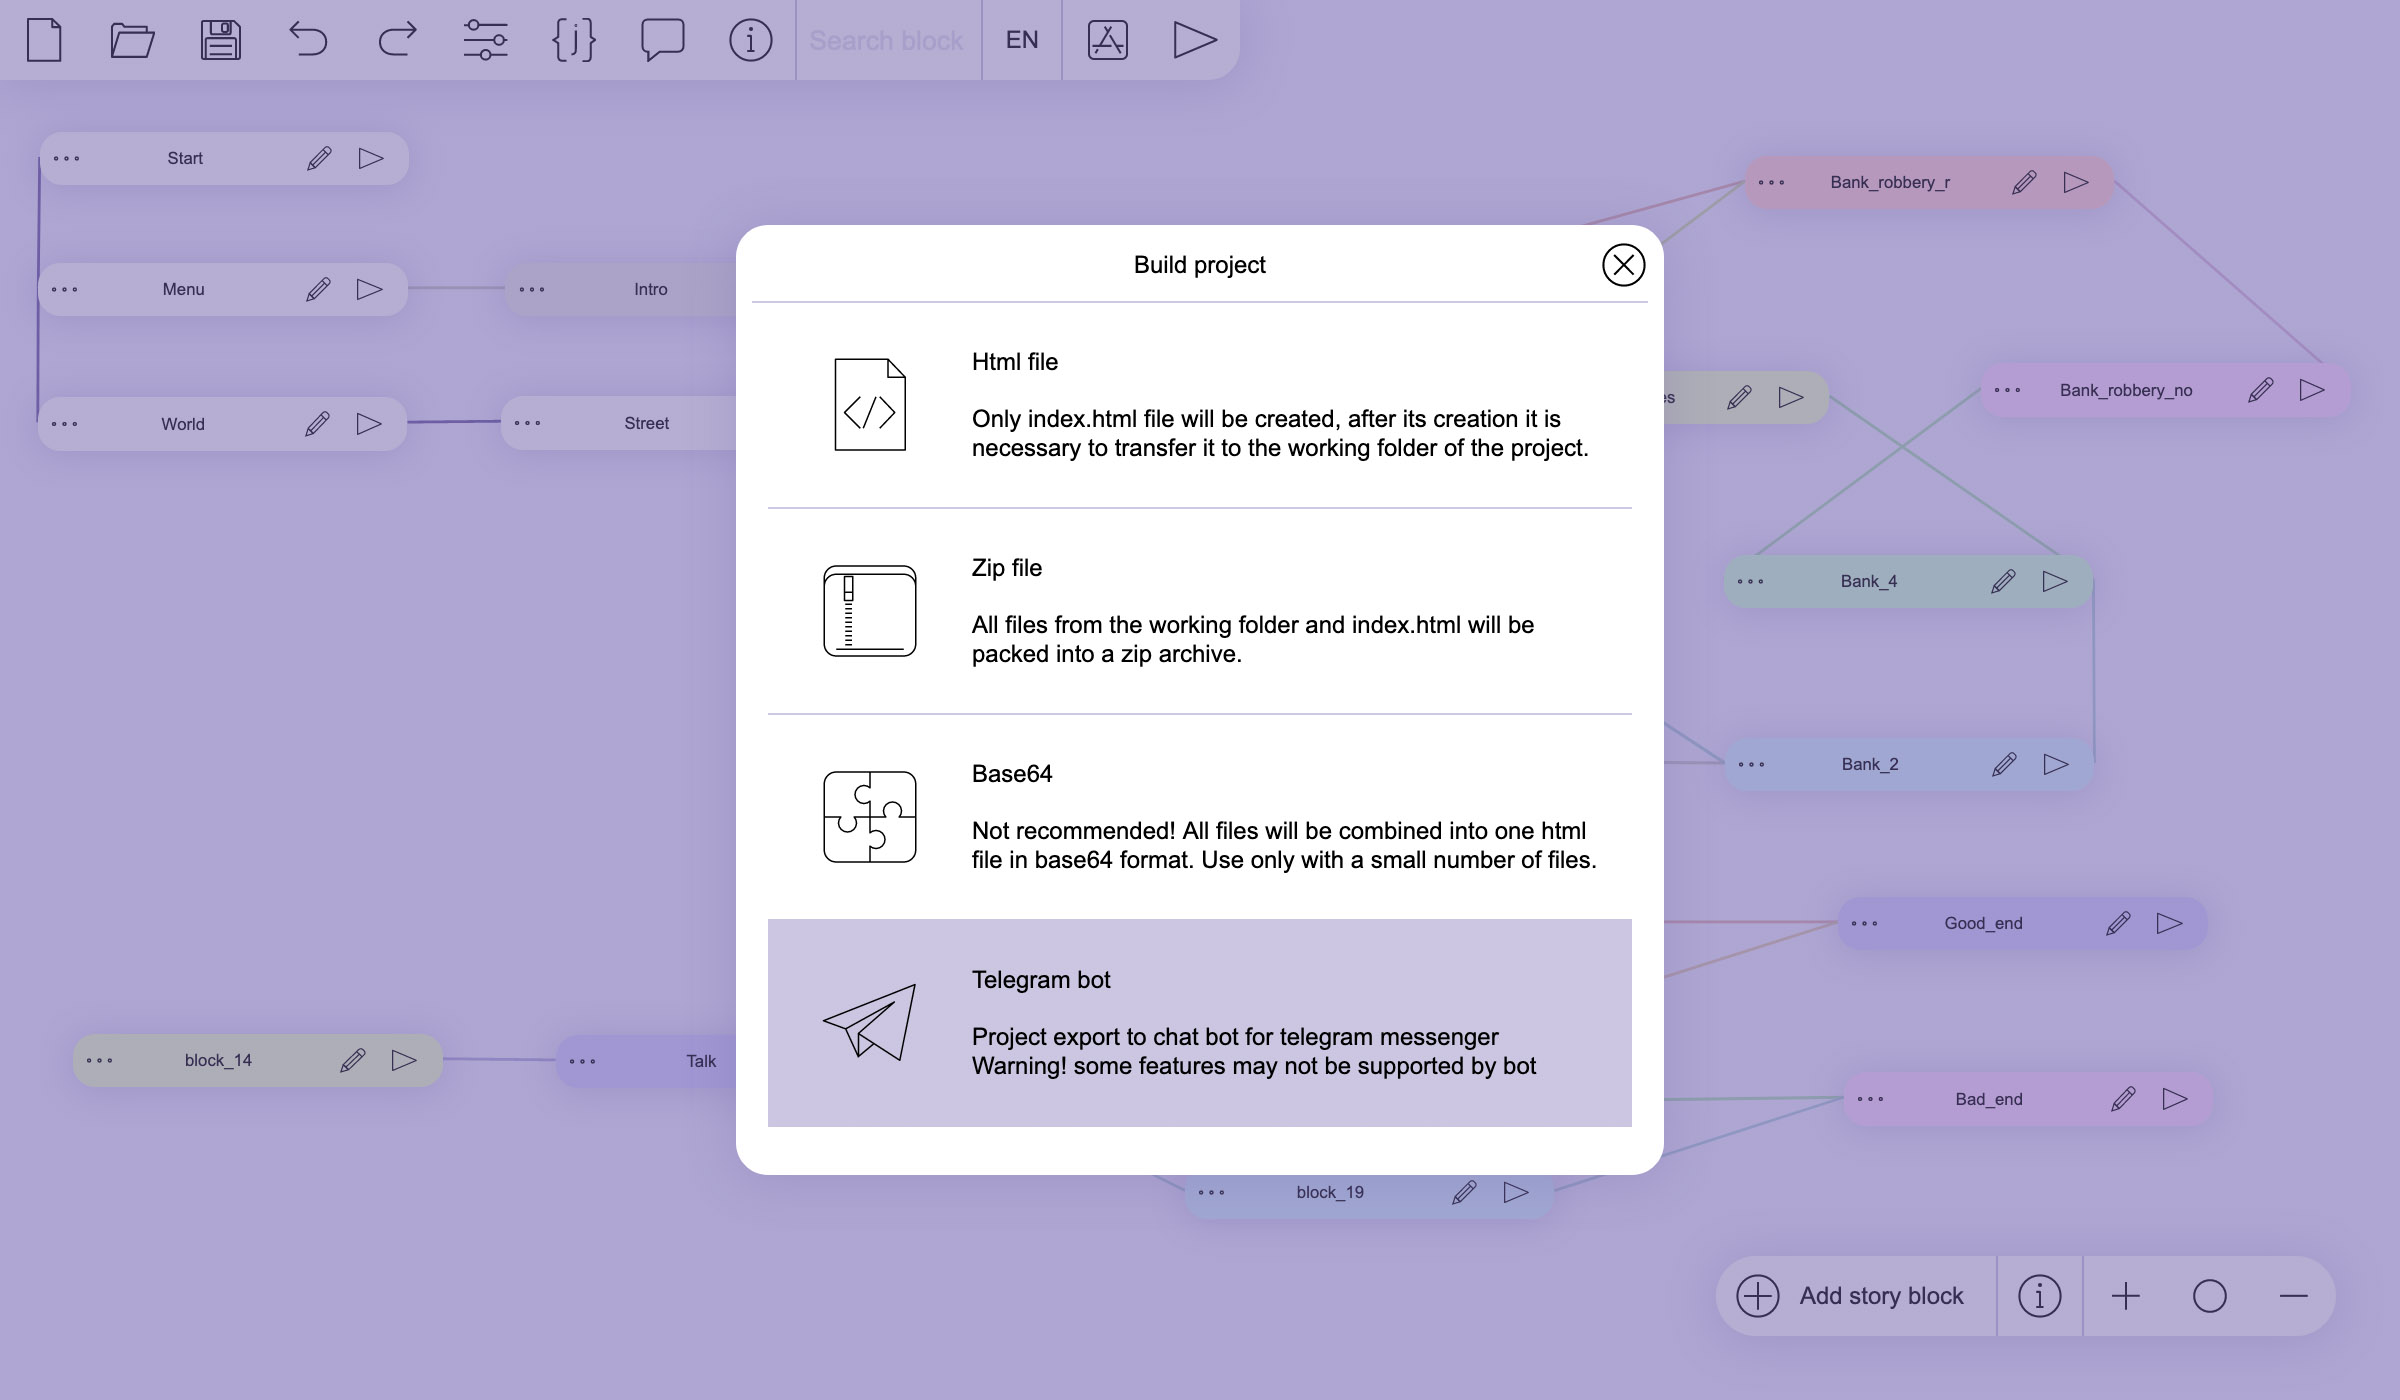 {j}
Search block
EN
Start
Bank_robbery_r
Menu
Intro
World
Street
es
Bank_robbery_no
Bank_4
Bank_2
Good_end
block_14
Talk
Bad_end
block_19
Build project
Html file
Only index.html file will be created, after its creation it is
necessary to transfer it to the working folder of the project.
Zip file
All files from the working folder and index.html will be
packed into a zip archive.
Base64
Not recommended! All files will be combined into one html
file in base64 format. Use only with a small number of files.
Telegram bot
Project export to chat bot for telegram messenger
Warning! some features may not be supported by bot
Add story block